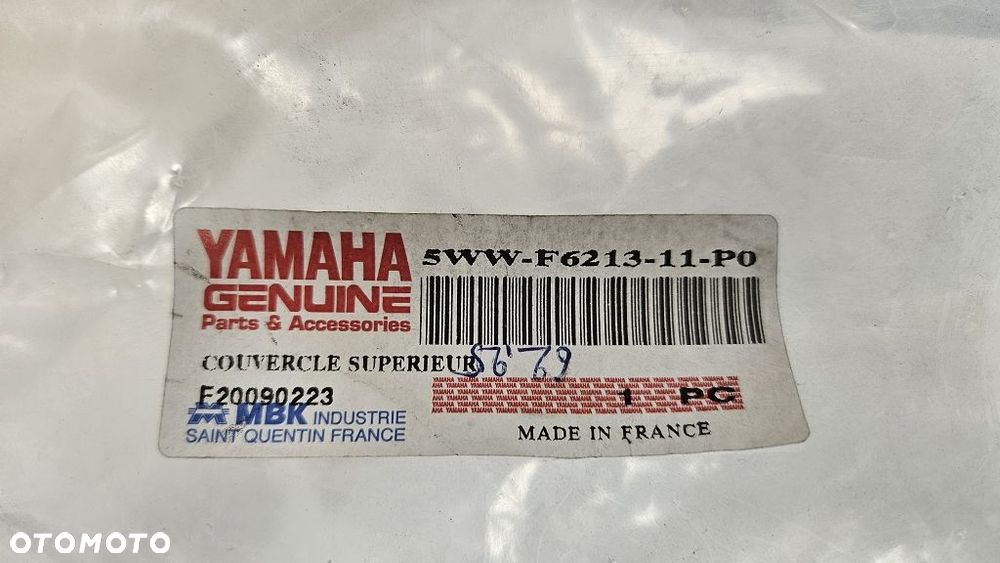 YAMAHA
GENUINE
Parts & Accessories
5WW-F6213-11-P0
COUVERCLE SUPERIEUR
F20090223
1 PC
MBK INDUSTRIE
SAINT QUENTIN FRANCE
MADE IN FRANCE
OTOMOTO